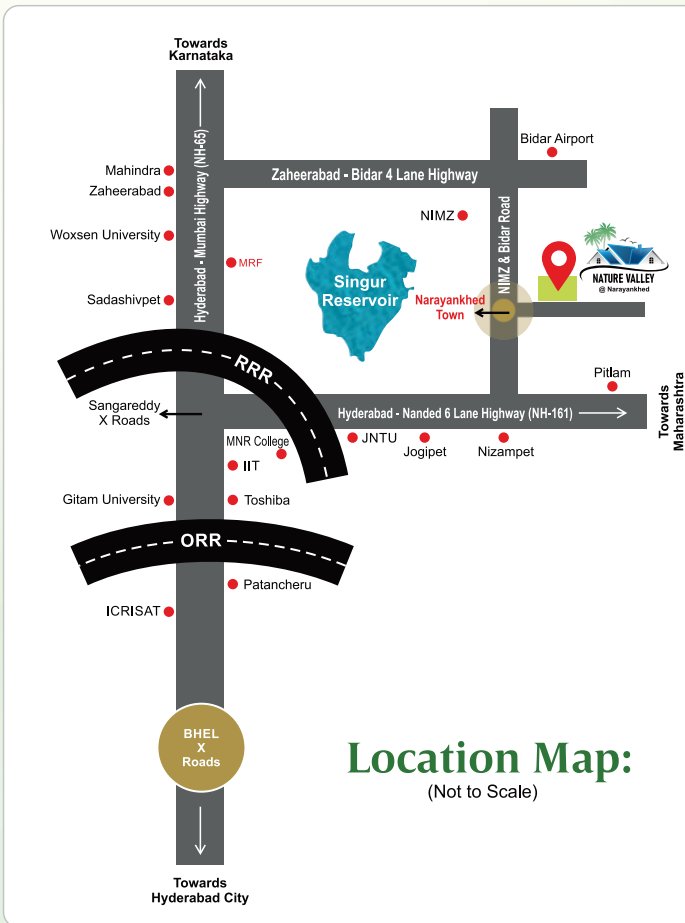 Towards
Karnataka
Hyderabad - Mumbai Highway (NH-65)
Bidar Airport
Mahindra
Zaheerabad
Zaheerabad - Bidar 4 Lane Highway
NIMZ
NIMZ & Bidar Road
Woxsen University
MRF
Singur
Reservoir
NATURE VALLEY
@ Narayankhed
Narayankhed
Town
Sadashivpet
RRR
Pitlam
Sangareddy
X Roads
Hyderabad - Nanded 6 Lane Highway (NH-161)
Towards
Maharashtra
MNR College
JNTU
Jogipet
Nizampet
IIT
Gitam University
Toshiba
ORR
Patancheru
ICRISAT
BHEL
X
Roads
Location Map:
(Not to Scale)
Towards
Hyderabad City